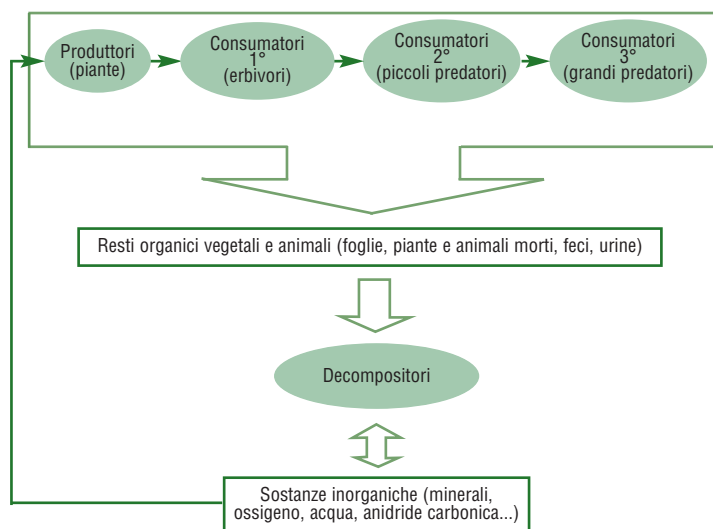 Produttori
(piante)
Consumatori
1°
(erbivori)
Consumatori
2°
(piccoli predatori)
Consumatori
3°
(grandi predatori)
Resti organici vegetali e animali (foglie, piante e animali morti, feci, urine)
Decompositori
Sostanze inorganiche (minerali,
ossigeno, acqua, anidride carbonica...)